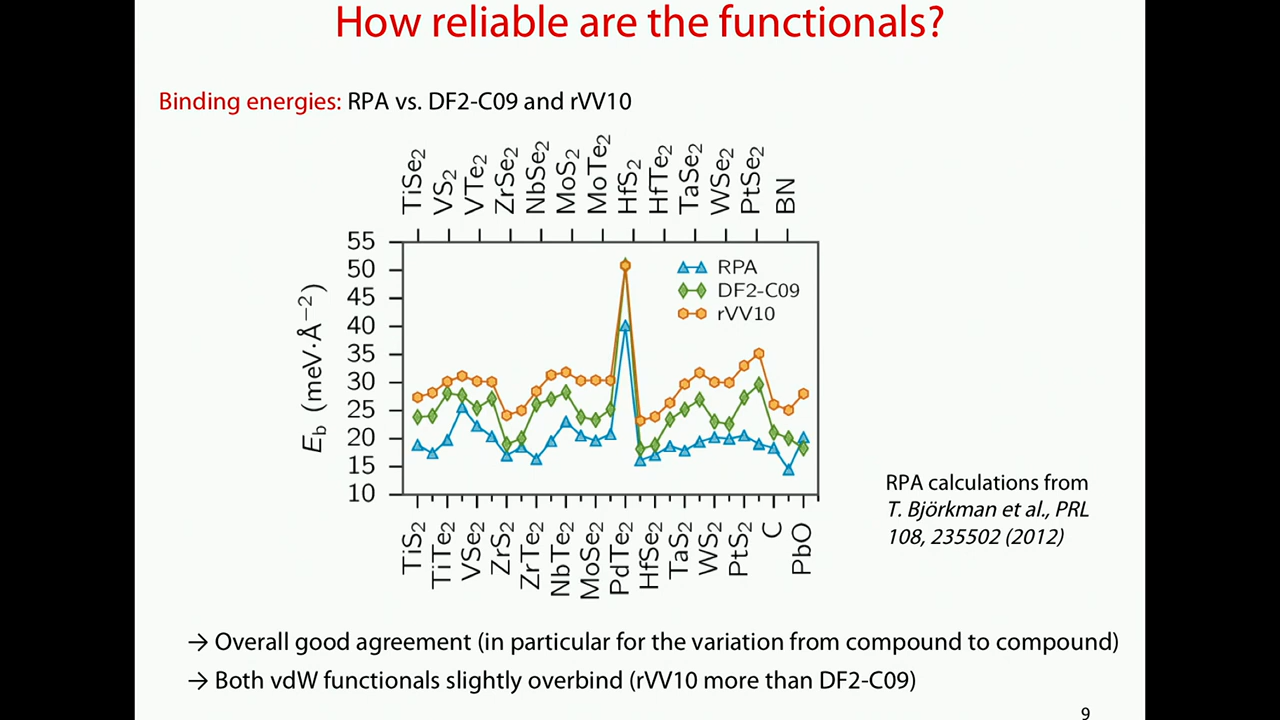 How reliable are the functionals?
Binding energies: RPA vs. DF2-C09 and rVV10
TiSe₂ VS₂ VTe₂ ZrSe₂ NbSe₂ MoS₂ MoTe₂ HfS₂ HfTe₂ TaSe₂ WSe₂ PtSe₂ BN
55
50
45
40
35
30
25
20
15
10
E_b (meV·Å⁻²)
RPA
DF2-C09
rVV10
TiS₂ TiTe₂ VSe₂ ZrS₂ ZrTe₂ NbTe₂ MoSe₂ PdTe₂ HfSe₂ TaS₂ WS₂ PtS₂ C PbO
RPA calculations from
T. Björkman et al., PRL
108, 235502 (2012)
→ Overall good agreement (in particular for the variation from compound to compound)
→ Both vdW functionals slightly overbind (rVV10 more than DF2-C09)
9